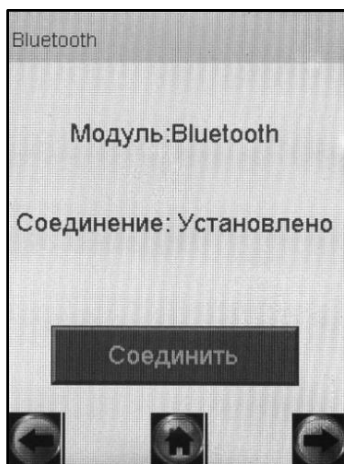 Bluetooth
Модуль:Bluetooth
Соединение: Установлено
Соединить